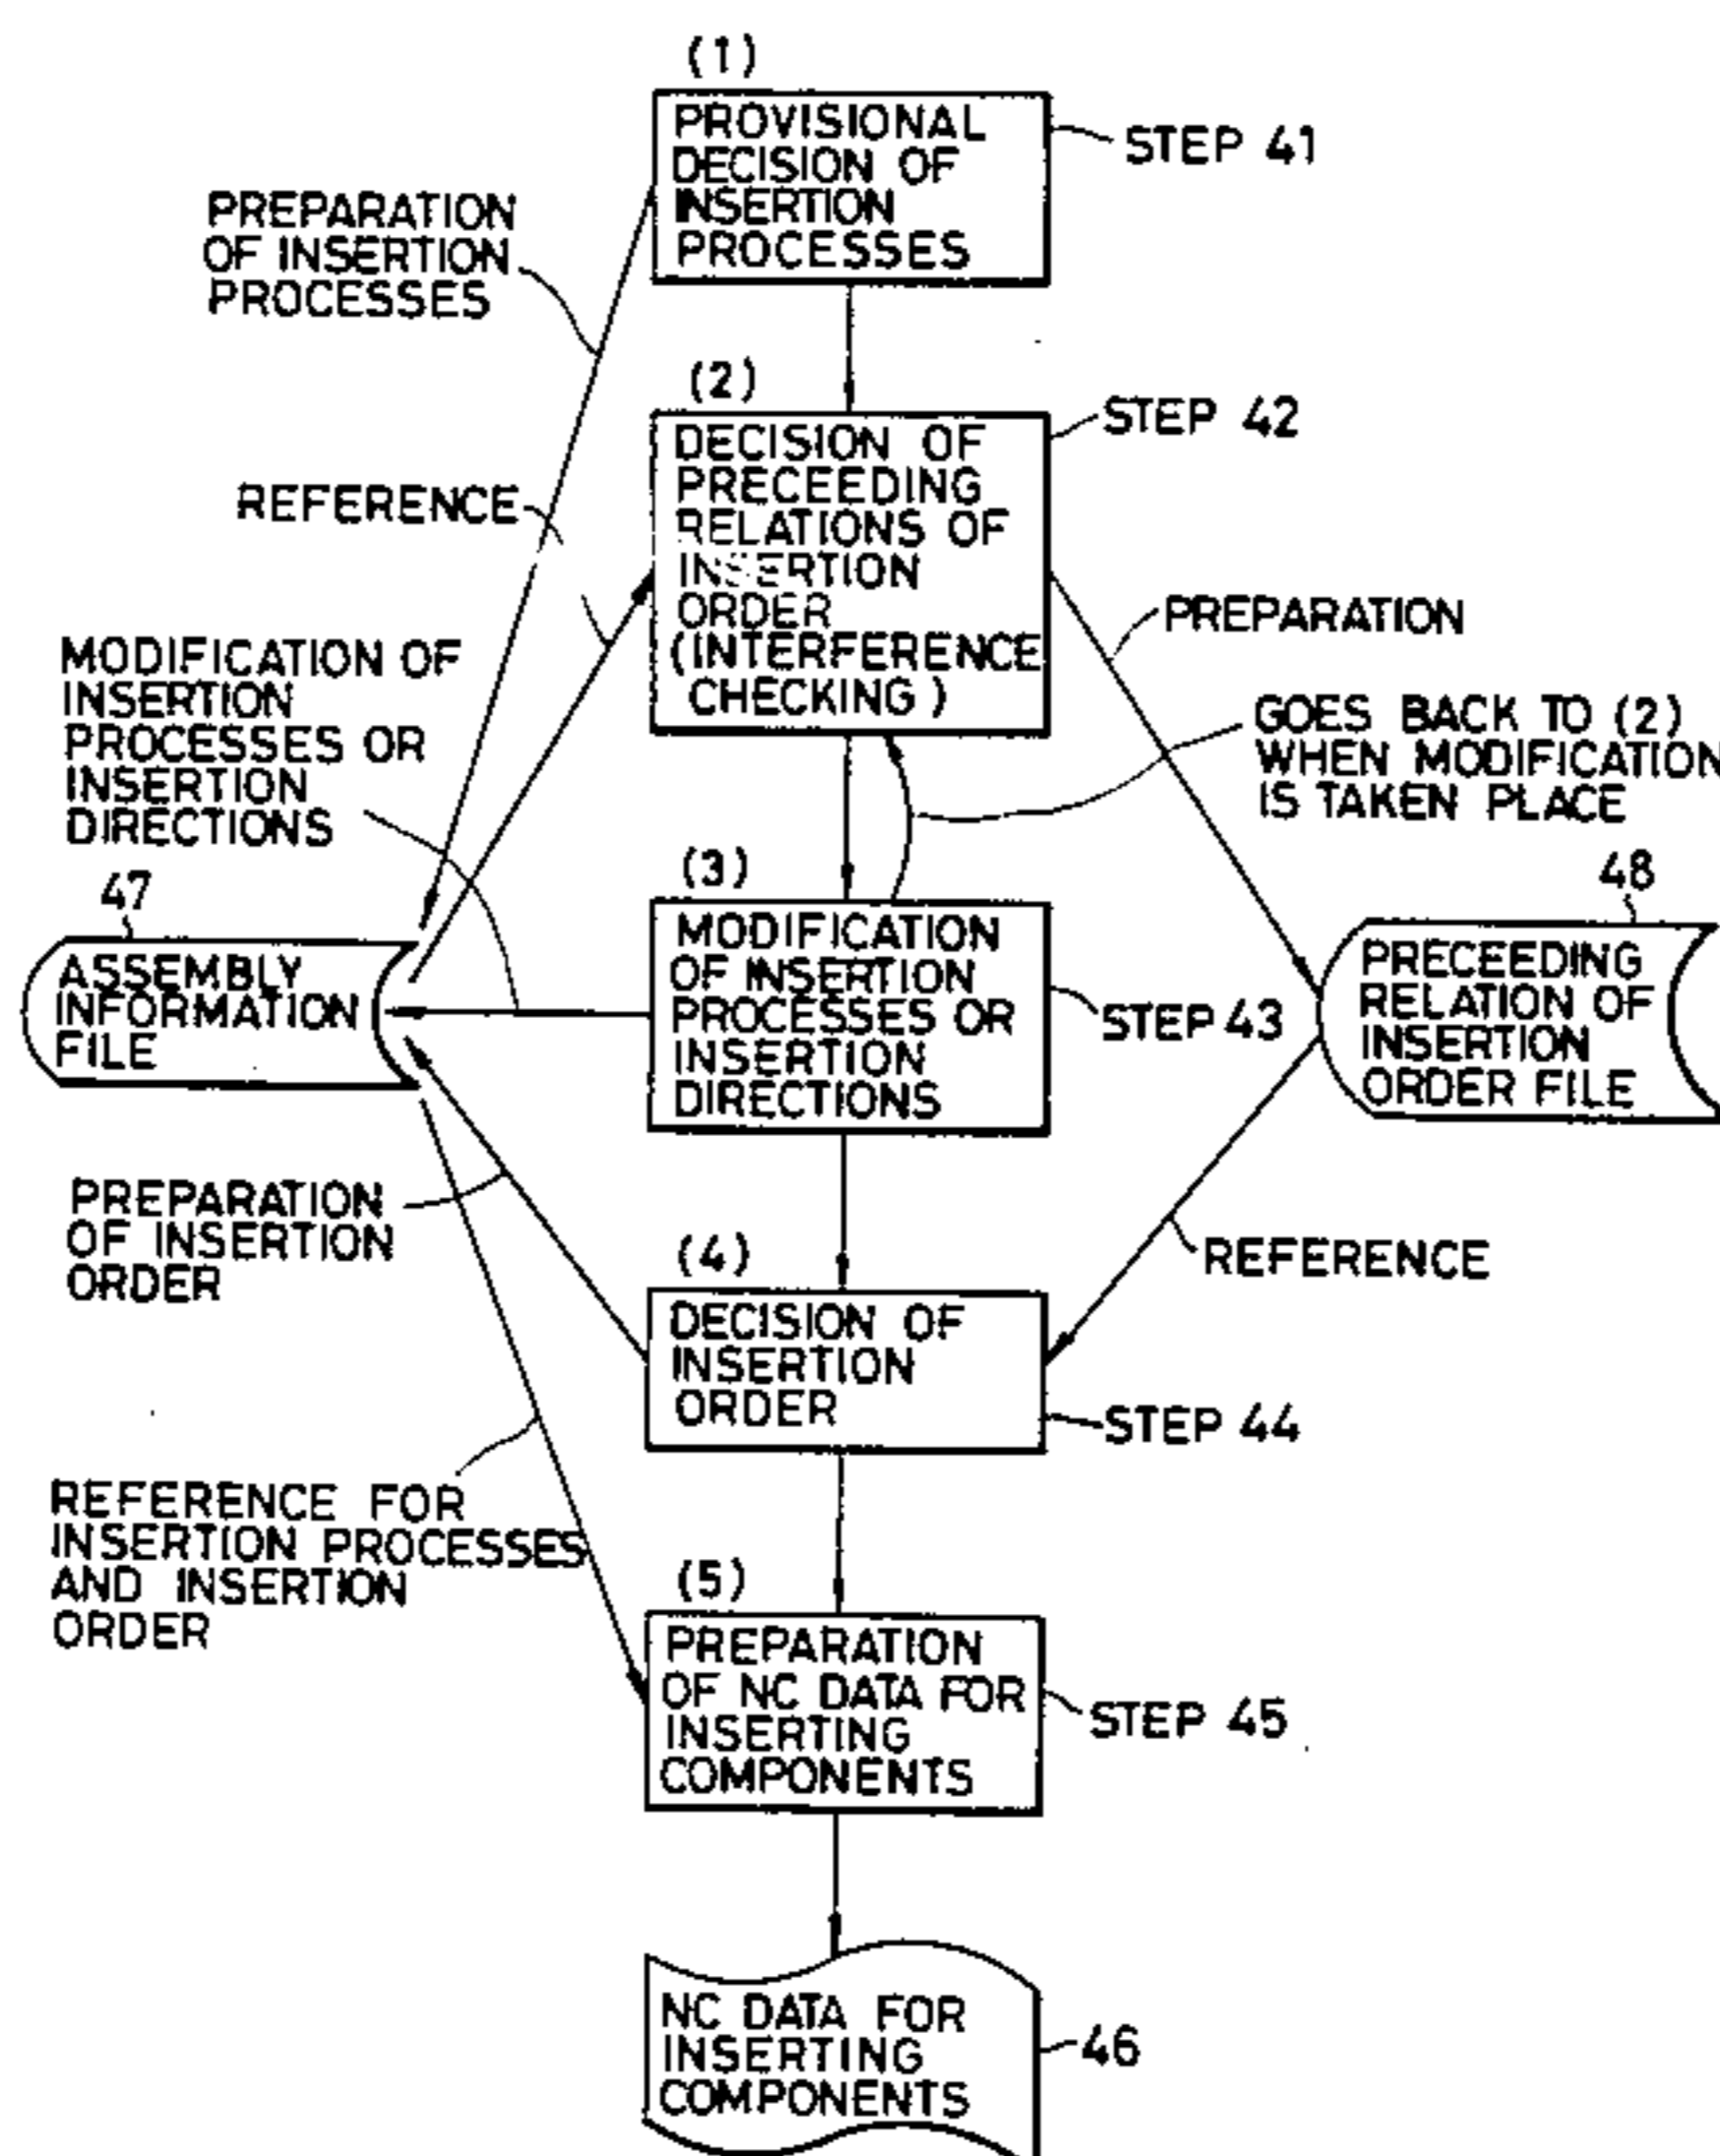 (1)
PROVISIONAL
DECISION OF
INSERTION
PROCESSES
STEP 41
PREPARATION
OF INSERTION
PROCESSES
(2)
DECISION OF
PRECEEDING
RELATIONS OF
INSERTION
ORDER
(INTERFERENCE
CHECKING)
STEP 42
REFERENCE
PREPARATION
MODIFICATION OF
INSERTION
PROCESSES OR
INSERTION
DIRECTIONS
GOES BACK TO (2)
WHEN MODIFICATION
IS TAKEN PLACE
47
ASSEMBLY
INFORMATION
FILE
(3)
MODIFICATION
OF INSERTION
PROCESSES OR
INSERTION
DIRECTIONS
STEP 43
48
PRECEEDING
RELATION OF
INSERTION
ORDER FILE
PREPARATION
OF INSERTION
ORDER
(4)
DECISION OF
INSERTION
ORDER
STEP 44
REFERENCE
REFERENCE FOR
INSERTION PROCESSES
AND INSERTION
ORDER
(5)
PREPARATION
OF NC DATA FOR
INSERTING
COMPONENTS
STEP 45
NC DATA FOR
INSERTING
COMPONENTS
46